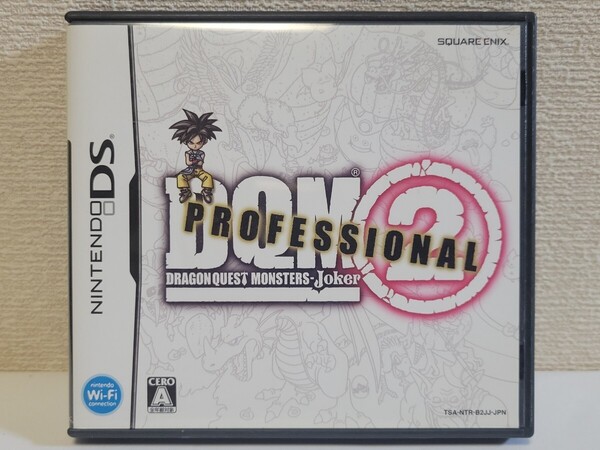 SQUARE ENIX®
NINTENDO DS®
DQM®
2
PROFESSIONAL
DRAGON QUEST MONSTERS-Joker
nintendo
Wi-Fi
connection
CERO
A
全年齢対象
TSA-NTR-B2JJ-JPN